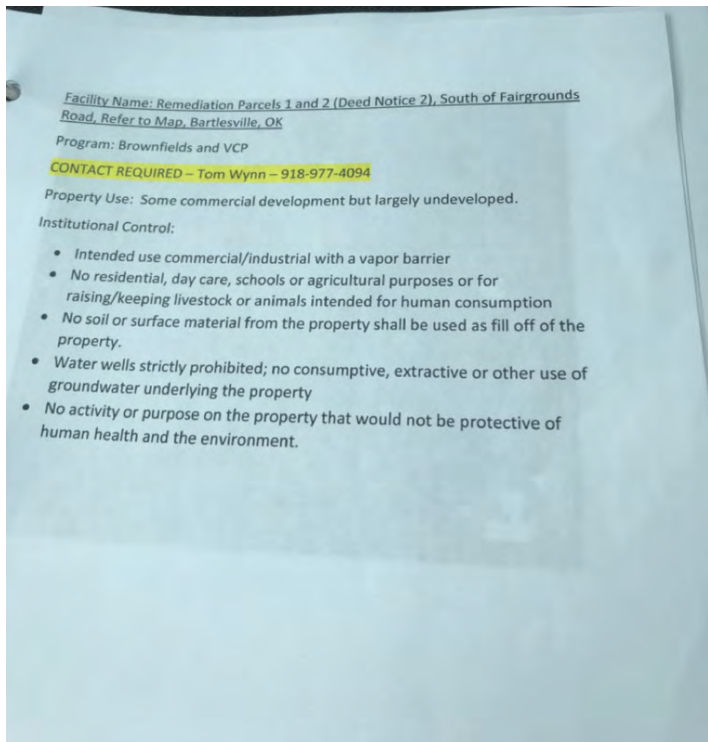 Facility Name: Remediation Parcels 1 and 2 (Deed Notice 2), South of Fairgrounds
Road, Refer to Map, Bartlesville, OK
Program: Brownfields and VCP
CONTACT REQUIRED – Tom Wynn – 918-977-4094
Property Use: Some commercial development but largely undeveloped.
Institutional Control:
• Intended use commercial/industrial with a vapor barrier
• No residential, day care, schools or agricultural purposes or for
raising/keeping livestock or animals intended for human consumption
• No soil or surface material from the property shall be used as fill off of the
property.
• Water wells strictly prohibited; no consumptive, extractive or other use of
groundwater underlying the property
• No activity or purpose on the property that would not be protective of
human health and the environment.